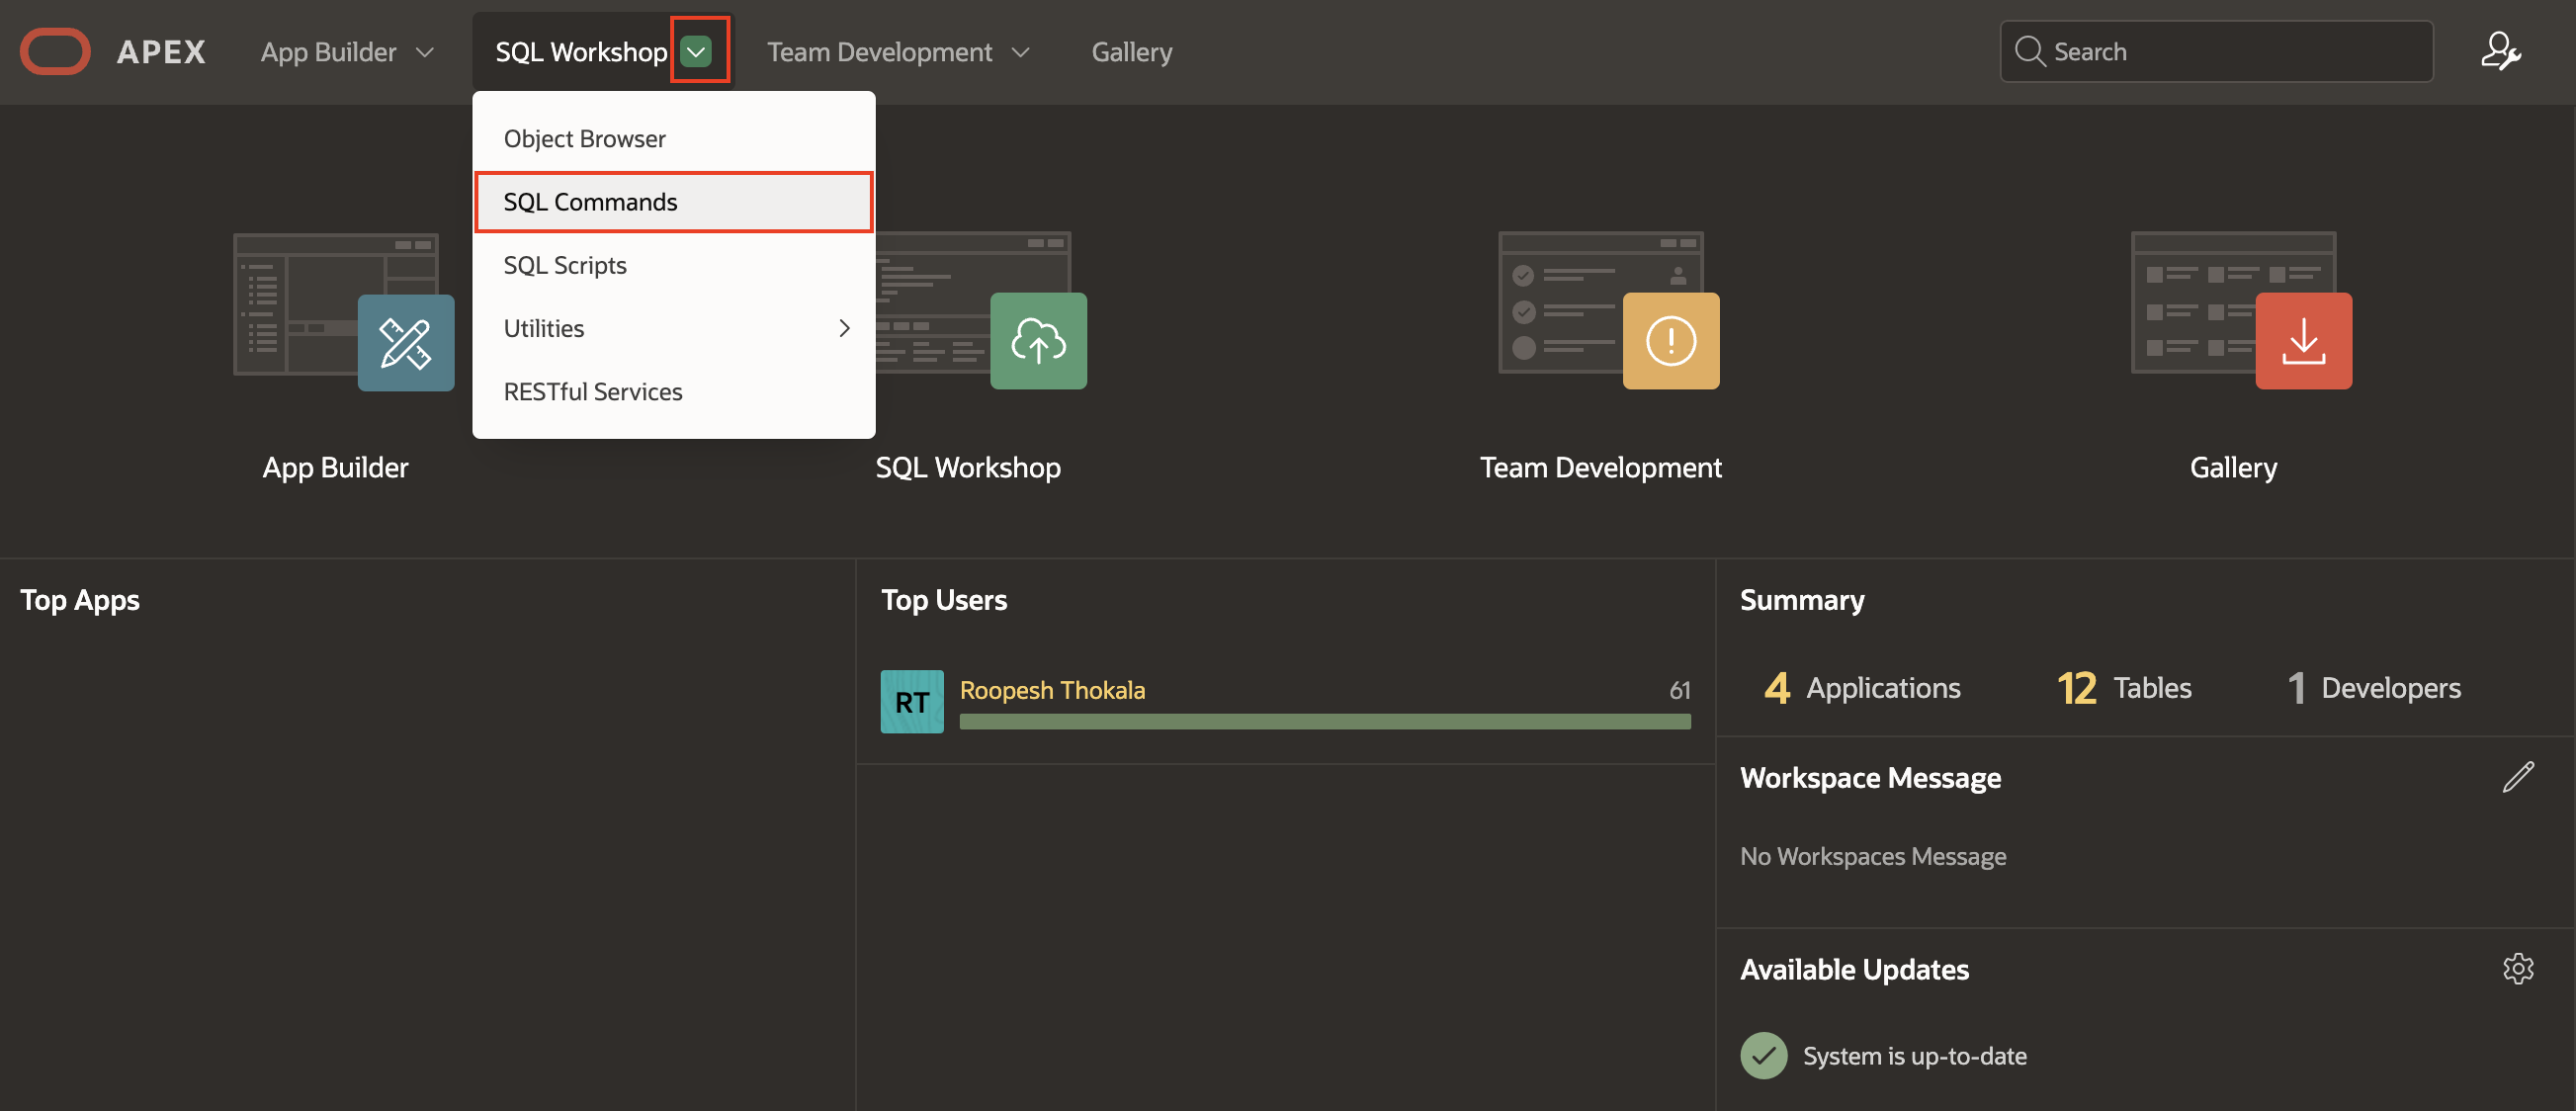 APEX App Builder SQL Workshop Team Development Gallery Search
Object Browser
SQL Commands
SQL Scripts
Utilities
RESTful Services
App Builder
SQL Workshop
Team Development
Gallery
Top Apps
Top Users
RT
Roopesh Thokala 61
Summary
4 Applications 12 Tables 1 Developers
Workspace Message
No Workspaces Message
Available Updates
System is up-to-date